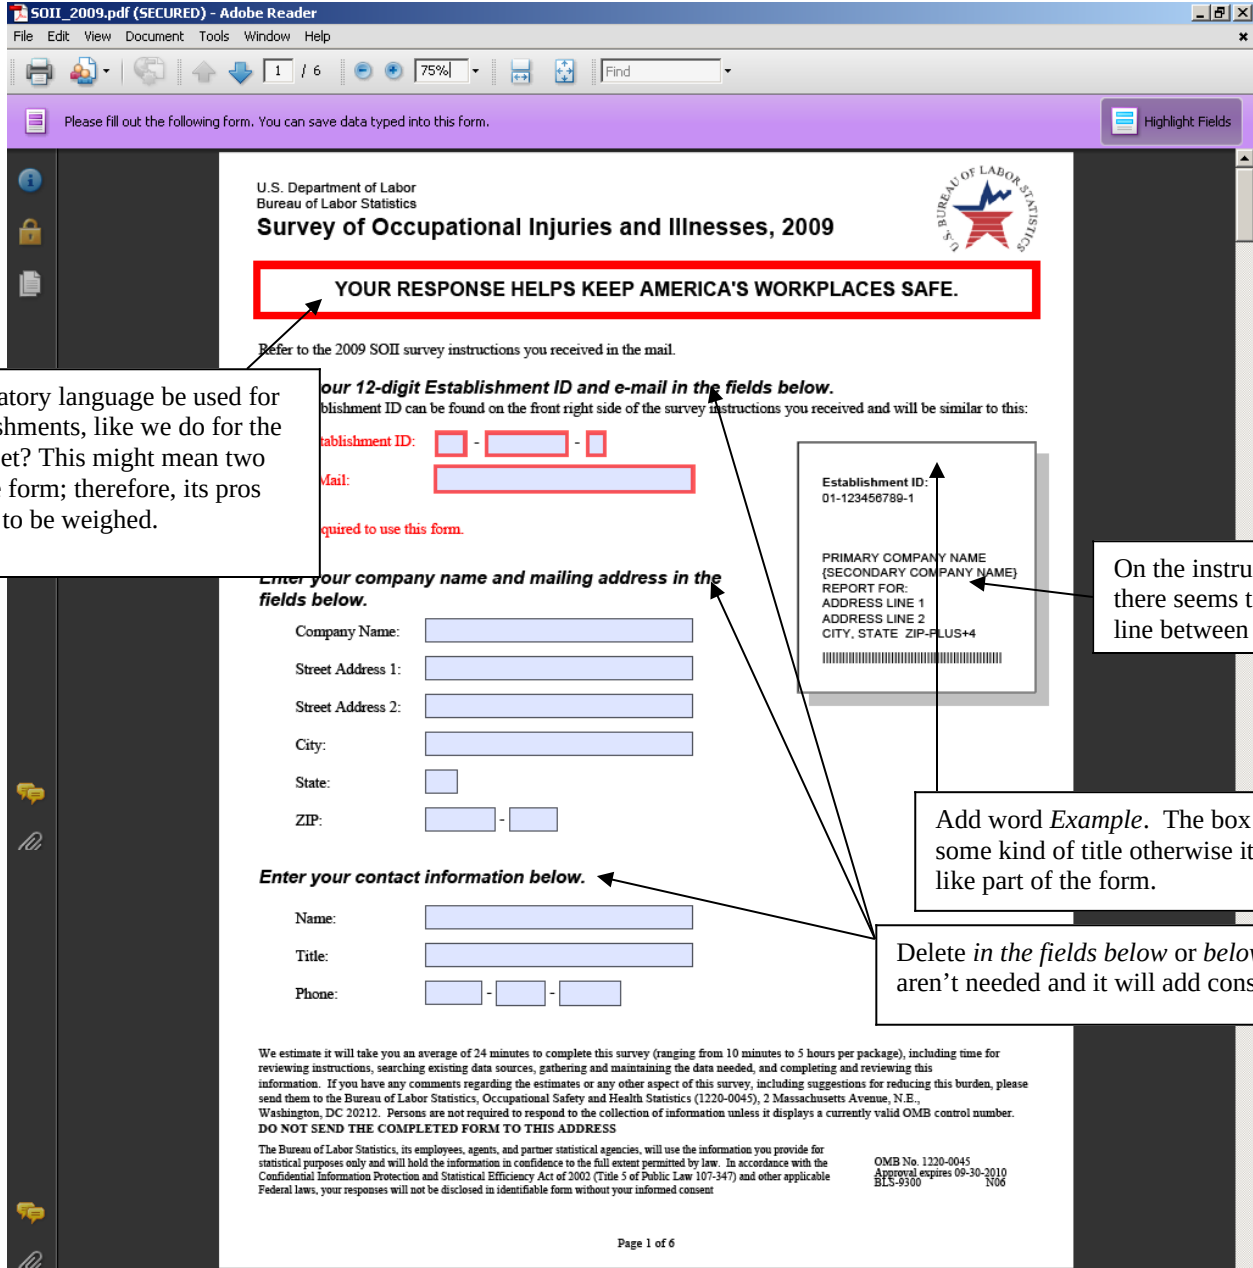 SOII_2009.pdf (SECURED) - Adobe Reader
File Edit View Document Tools Window Help
1 / 6 75% Find
Please fill out the following form. You can save data typed into this form.
Highlight Fields
U.S. Department of Labor
Bureau of Labor Statistics
Survey of Occupational Injuries and Illnesses, 2009
U.S. BUREAU OF LABOR STATISTICS
YOUR RESPONSE HELPS KEEP AMERICA'S WORKPLACES SAFE.
Refer to the 2009 SOII survey instructions you received in the mail.
our 12-digit Establishment ID and e-mail in the fields below.
blishment ID can be found on the front right side of the survey instructions you received and will be similar to this:
tablishment ID: - -
Mail:
quired to use this form.
atory language be used for
shments, like we do for the
et? This might mean two
e form; therefore, its pros
to be weighed.
Establishment ID:
01-123456789-1
PRIMARY COMPANY NAME
{SECONDARY COMPANY NAME}
REPORT FOR:
ADDRESS LINE 1
ADDRESS LINE 2
CITY, STATE ZIP-PLUS+4
On the instru
there seems t
line between
Enter your company name and mailing address in the
fields below.
Company Name:
Street Address 1:
Street Address 2:
City:
State:
ZIP: -
Add word Example. The box
some kind of title otherwise it
like part of the form.
Enter your contact information below.
Name:
Title:
Phone: - -
Delete in the fields below or below
aren't needed and it will add cons
We estimate it will take you an average of 24 minutes to complete this survey (ranging from 10 minutes to 5 hours per package), including time for
reviewing instructions, searching existing data sources, gathering and maintaining the data needed, and completing and reviewing this
information. If you have any comments regarding the estimates or any other aspect of this survey, including suggestions for reducing this burden, please
send them to the Bureau of Labor Statistics, Occupational Safety and Health Statistics (1220-0045), 2 Massachusetts Avenue, N.E.,
Washington, DC 20212. Persons are not required to respond to the collection of information unless it displays a currently valid OMB control number.
DO NOT SEND THE COMPLETED FORM TO THIS ADDRESS
The Bureau of Labor Statistics, its employees, agents, and partner statistical agencies, will use the information you provide for
statistical purposes only and will hold the information in confidence to the full extent permitted by law. In accordance with the
Confidential Information Protection and Statistical Efficiency Act of 2002 (Title 5 of Public Law 107-347) and other applicable
Federal laws, your responses will not be disclosed in identifiable form without your informed consent
OMB No. 1220-0045
Approval expires 09-30-2010
BLS-9300 N06
Page 1 of 6